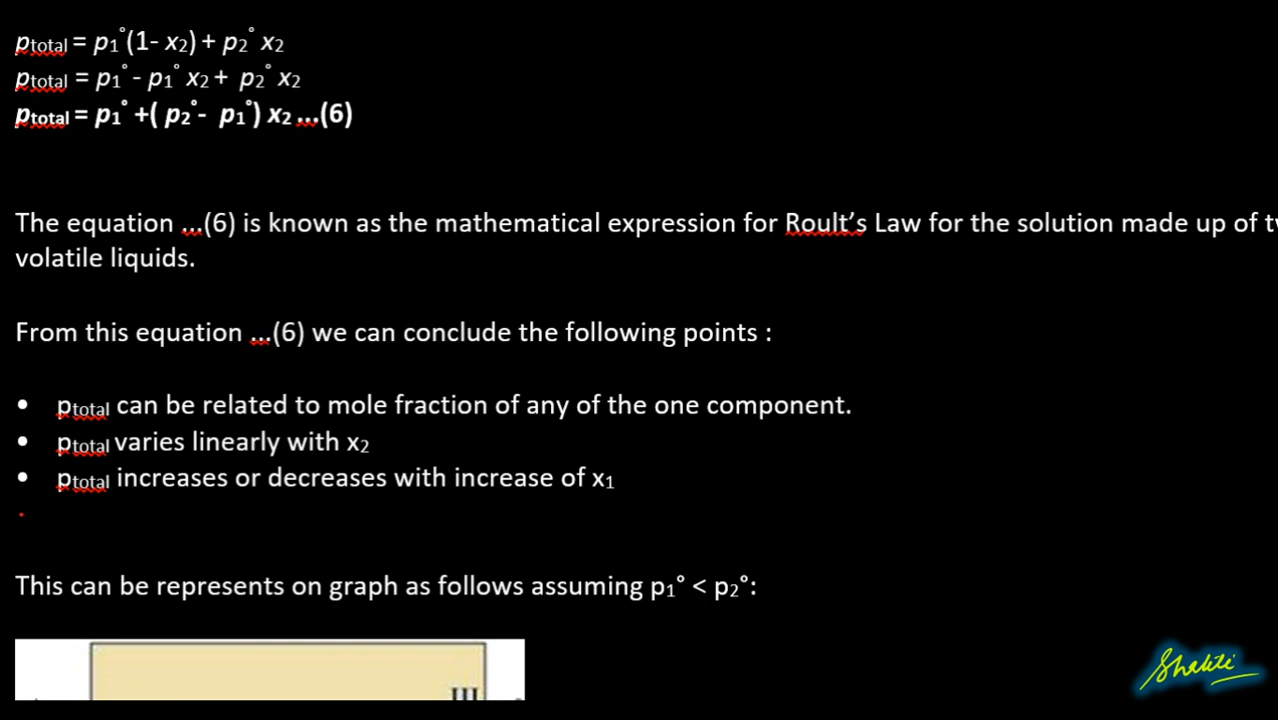 ptotal = p1°(1- x2) + p2° x2
ptotal = p1° - p1° x2 + p2° x2
ptotal = p1° +( p2°- p1°) x2 ...(6)
The equation ...(6) is known as the mathematical expression for Roult’s Law for the solution made up of
volatile liquids.
From this equation ...(6) we can conclude the following points :
• ptotal can be related to mole fraction of any of the one component.
• ptotal varies linearly with x2
• ptotal increases or decreases with increase of x1
This can be represents on graph as follows assuming p1° < p2°:
III